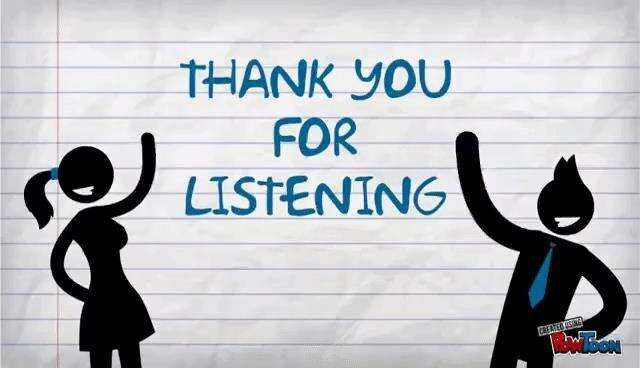 THANK YOU
FOR
LISTENING
CREATED USING
POWTOON